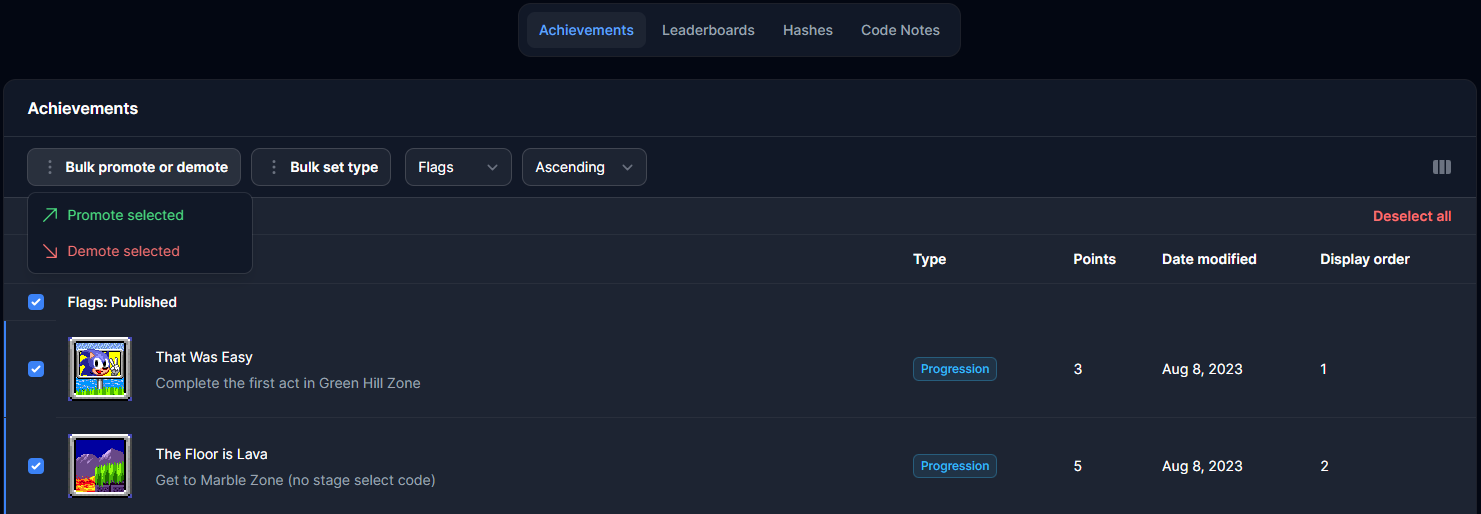 Achievements Leaderboards Hashes Code Notes
Achievements
Bulk promote or demote Bulk set type Flags Ascending
Promote selected
Deselect all
Demote selected
Type Points Date modified Display order
Flags: Published
That Was Easy
Complete the first act in Green Hill Zone
Progression 3 Aug 8, 2023 1
The Floor is Lava
Get to Marble Zone (no stage select code)
Progression 5 Aug 8, 2023 2